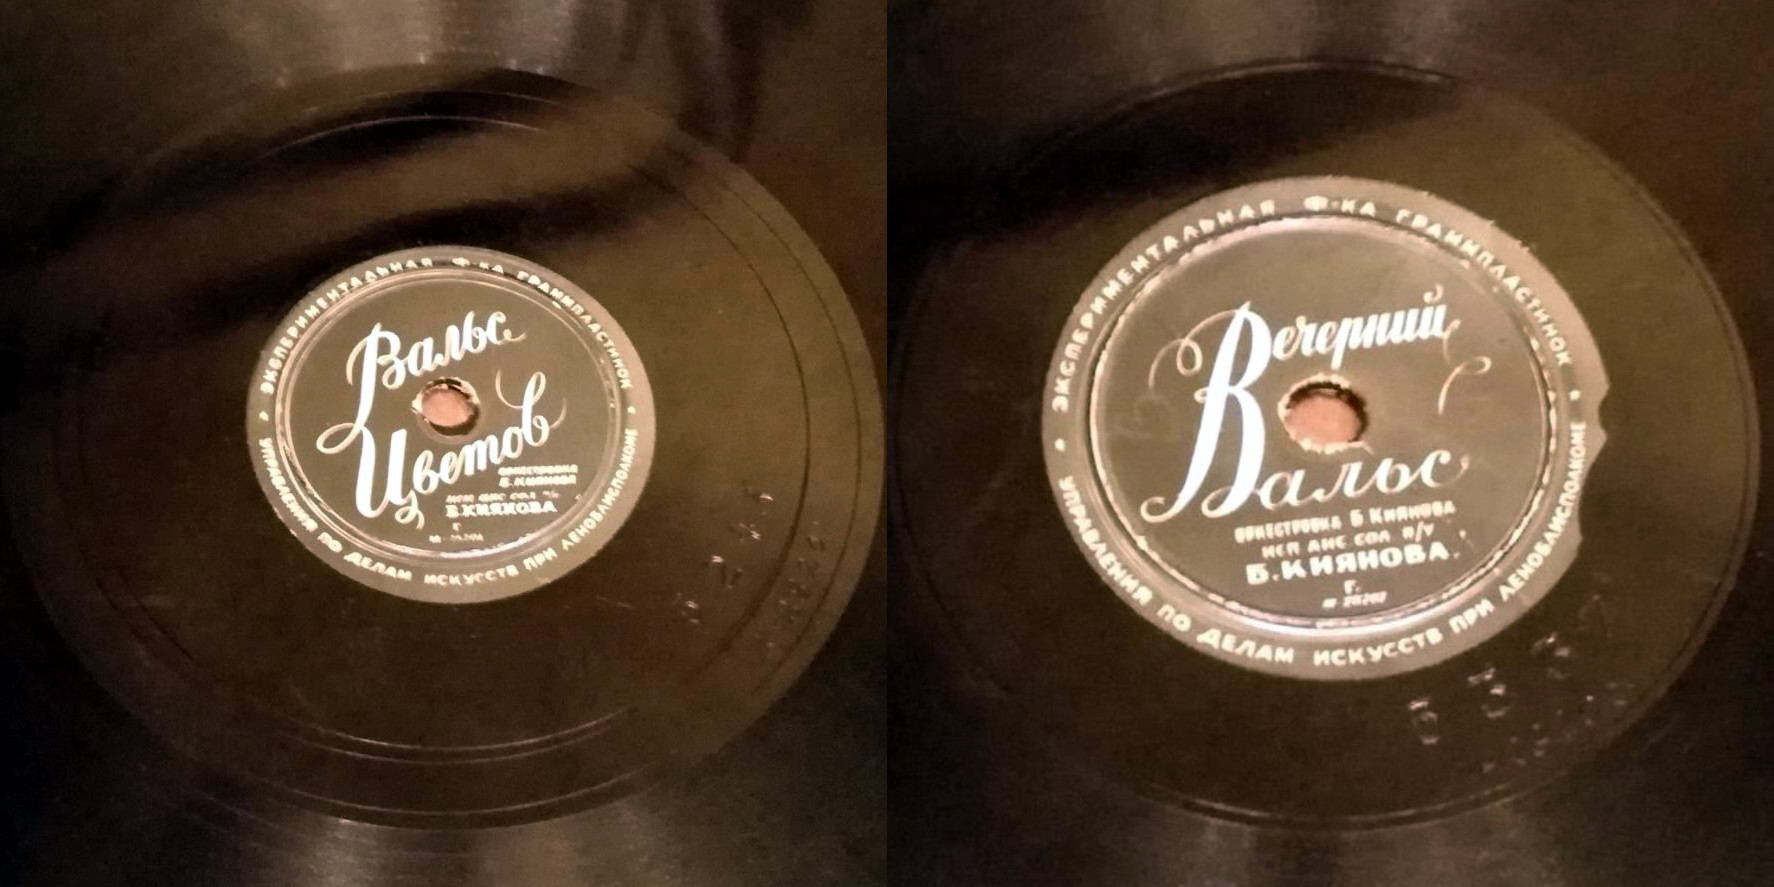 ЭКСПЕРИМЕНТАЛЬНАЯ Ф-КА ГРАМПЛАСТИНОК
Вальс
Цветов
ОРКЕСТРОВКА
Б. КИЯНОВА
ИСП АНС СОЛ п/у
Б. КИЯНОВА
Г.
УПРАВЛЕНИЯ ПО ДЕЛАМ ИСКУССТВ ПРИ ЛЕНОБЛИСПОЛКОМЕ
ЭКСПЕРИМЕНТАЛЬНАЯ Ф-КА ГРАМПЛАСТИНОК
Вечерний
Вальс
ОРКЕСТРОВКА Б КИЯНОВА
ИСП АНС СОЛ п/у
Б. КИЯНОВА.
Г.
УПРАВЛЕНИЯ ПО ДЕЛАМ ИСКУССТВ ПРИ ЛЕНОБЛИСПОЛКОМЕ